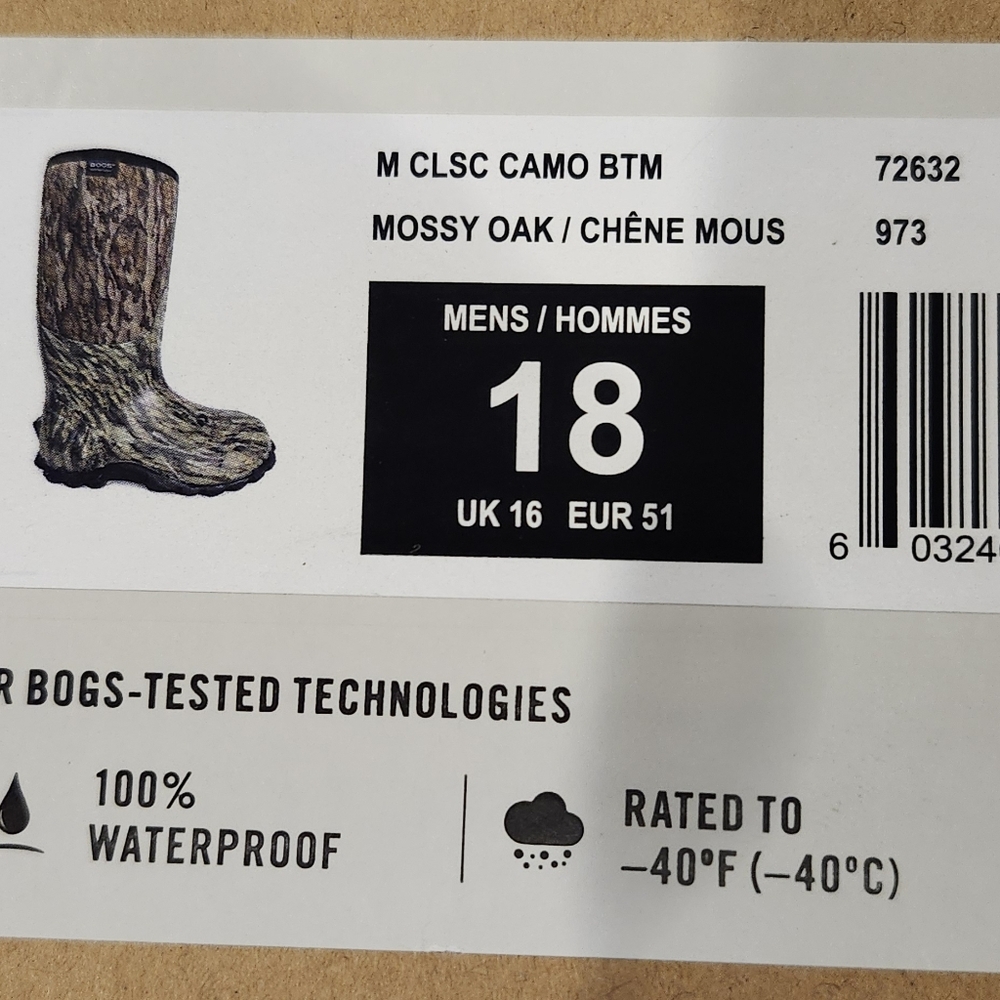 BOGS
M CLSC CAMO BTM 72632
MOSSY OAK / CHÊNE MOUS 973
MENS / HOMMES
18
UK 16 EUR 51
6 0324
R BOGS-TESTED TECHNOLOGIES
100%
WATERPROOF
RATED TO
–40°F (–40°C)